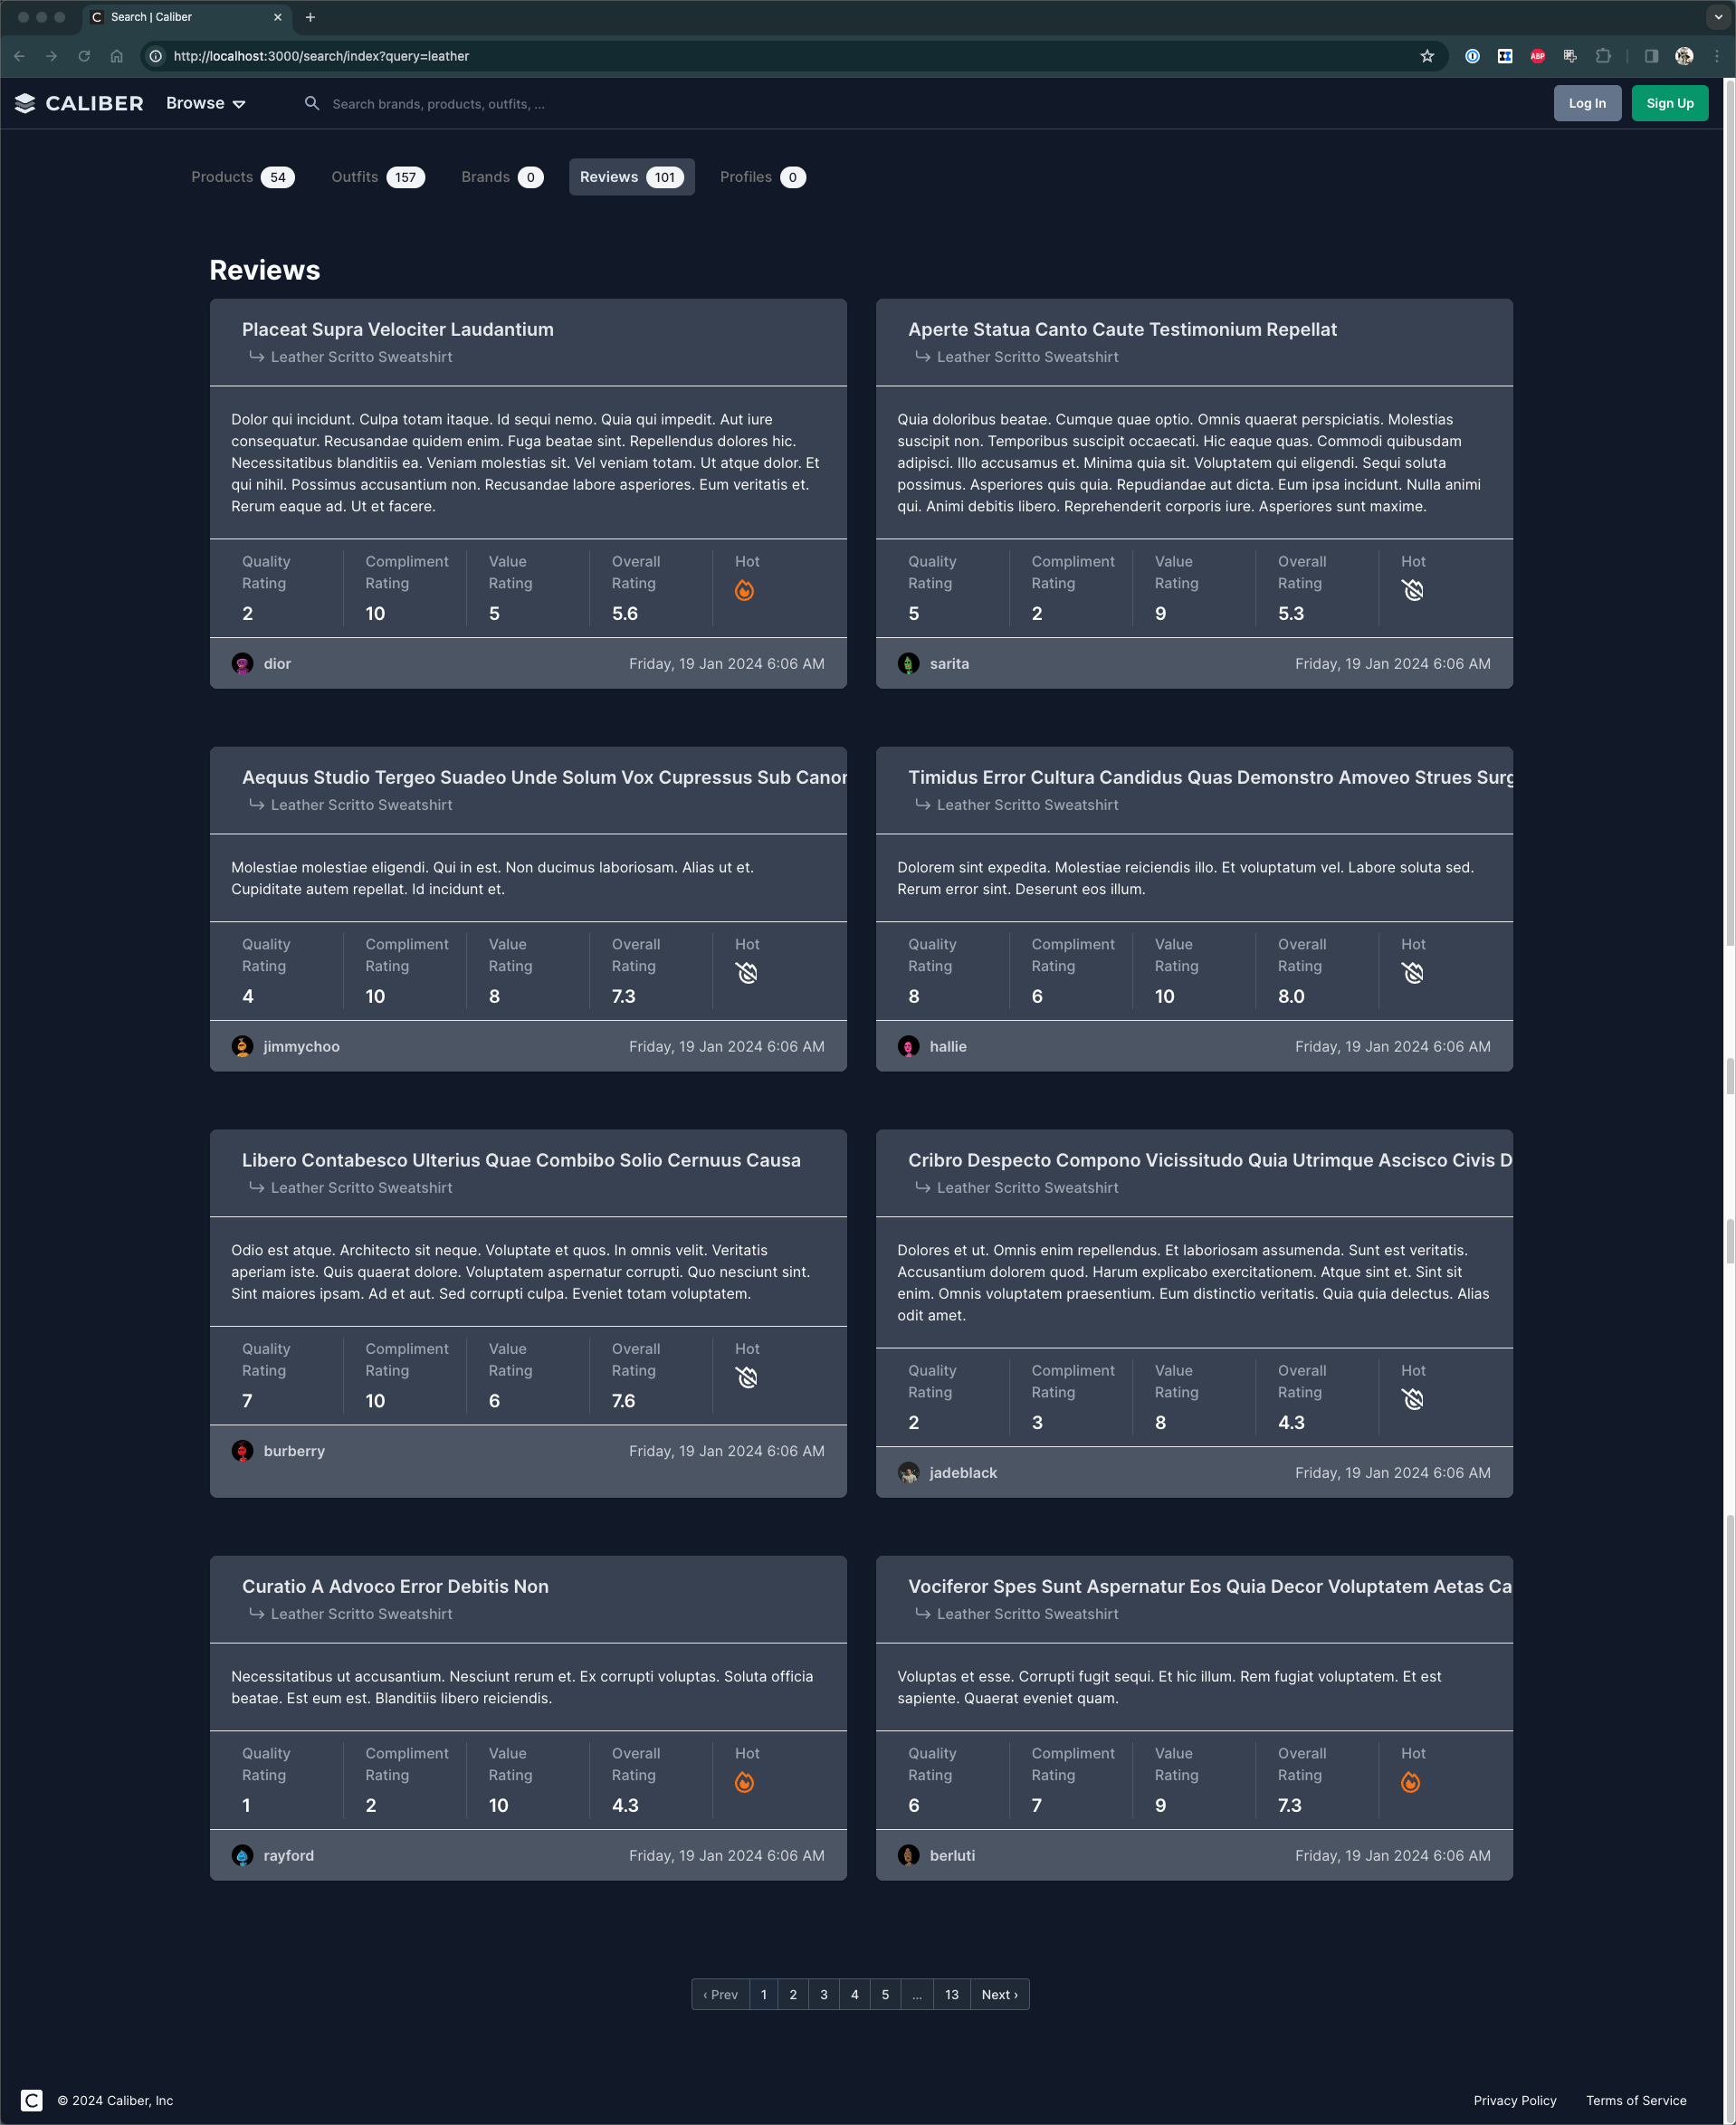 Search | Caliber
http://localhost:3000/search/index?query=leather
ABP
CALIBER Browse Search brands, products, outfits, ... Log In Sign Up
Products 54 Outfits 157 Brands 0 Reviews 101 Profiles 0
Reviews
Placeat Supra Velociter Laudantium
Leather Scritto Sweatshirt
Dolor qui incidunt. Culpa totam itaque. Id sequi nemo. Quia qui impedit. Aut iure
consequatur. Recusandae quidem enim. Fuga beatae sint. Repellendus dolores hic.
Necessitatibus blanditiis ea. Veniam molestias sit. Vel veniam totam. Ut atque dolor. Et
qui nihil. Possimus accusantium non. Recusandae labore asperiores. Eum veritatis et.
Rerum eaque ad. Ut et facere.
Quality Compliment Value Overall Hot
Rating Rating Rating Rating
2 10 5 5.6
dior Friday, 19 Jan 2024 6:06 AM
Aperte Statua Canto Caute Testimonium Repellat
Leather Scritto Sweatshirt
Quia doloribus beatae. Cumque quae optio. Omnis quaerat perspiciatis. Molestias
suscipit non. Temporibus suscipit occaecati. Hic eaque quas. Commodi quibusdam
adipisci. Illo accusamus et. Minima quia sit. Voluptatem qui eligendi. Sequi soluta
possimus. Asperiores quis quia. Repudiandae aut dicta. Eum ipsa incidunt. Nulla animi
qui. Animi debitis libero. Reprehenderit corporis iure. Asperiores sunt maxime.
Quality Compliment Value Overall Hot
Rating Rating Rating Rating
5 2 9 5.3
sarita Friday, 19 Jan 2024 6:06 AM
Aequus Studio Tergeo Suadeo Unde Solum Vox Cupressus Sub Canon
Leather Scritto Sweatshirt
Molestiae molestiae eligendi. Qui in est. Non ducimus laboriosam. Alias ut et.
Cupiditate autem repellat. Id incidunt et.
Quality Compliment Value Overall Hot
Rating Rating Rating Rating
4 10 8 7.3
jimmychoo Friday, 19 Jan 2024 6:06 AM
Timidus Error Cultura Candidus Quas Demonstro Amoveo Strues Surg
Leather Scritto Sweatshirt
Dolorem sint expedita. Molestiae reiciendis illo. Et voluptatum vel. Labore soluta sed.
Rerum error sint. Deserunt eos illum.
Quality Compliment Value Overall Hot
Rating Rating Rating Rating
8 6 10 8.0
hallie Friday, 19 Jan 2024 6:06 AM
Libero Contabesco Ulterius Quae Combibo Solio Cernuus Causa
Leather Scritto Sweatshirt
Odio est atque. Architecto sit neque. Voluptate et quos. In omnis velit. Veritatis
aperiam iste. Quis quaerat dolore. Voluptatem aspernatur corrupti. Quo nesciunt sint.
Sint maiores ipsam. Ad et aut. Sed corrupti culpa. Eveniet totam voluptatem.
Quality Compliment Value Overall Hot
Rating Rating Rating Rating
7 10 6 7.6
burberry Friday, 19 Jan 2024 6:06 AM
Cribro Despecto Compono Vicissitudo Quia Utrimque Ascisco Civis D
Leather Scritto Sweatshirt
Dolores et ut. Omnis enim repellendus. Et laboriosam assumenda. Sunt est veritatis.
Accusantium dolorem quod. Harum explicabo exercitationem. Atque sint et. Sint sit
enim. Omnis voluptatem praesentium. Eum distinctio veritatis. Quia quia delectus. Alias
odit amet.
Quality Compliment Value Overall Hot
Rating Rating Rating Rating
2 3 8 4.3
jadeblack Friday, 19 Jan 2024 6:06 AM
Curatio A Advoco Error Debitis Non
Leather Scritto Sweatshirt
Necessitatibus ut accusantium. Nesciunt rerum et. Ex corrupti voluptas. Soluta officia
beatae. Est eum est. Blanditiis libero reiciendis.
Quality Compliment Value Overall Hot
Rating Rating Rating Rating
1 2 10 4.3
rayford Friday, 19 Jan 2024 6:06 AM
Vociferor Spes Sunt Aspernatur Eos Quia Decor Voluptatem Aetas Ca
Leather Scritto Sweatshirt
Voluptas et esse. Corrupti fugit sequi. Et hic illum. Rem fugiat voluptatem. Et est
sapiente. Quaerat eveniet quam.
Quality Compliment Value Overall Hot
Rating Rating Rating Rating
6 7 9 7.3
berluti Friday, 19 Jan 2024 6:06 AM
‹ Prev 1 2 3 4 5 ... 13 Next ›
C © 2024 Caliber, Inc Privacy Policy Terms of Service